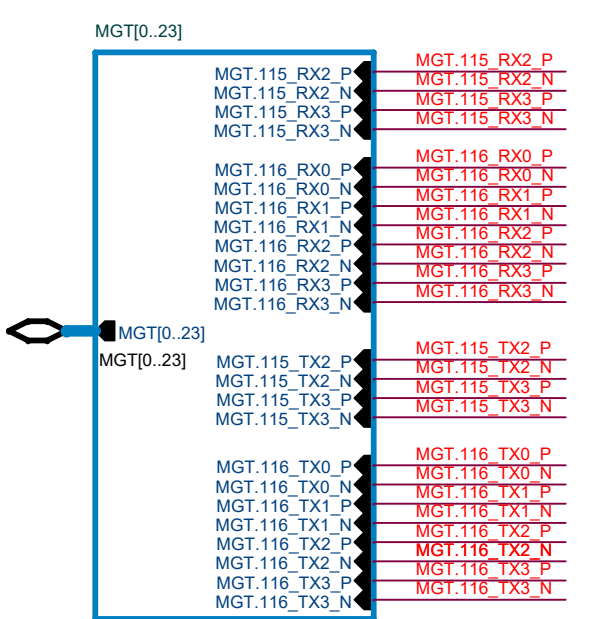 MGT[0..23]
MGT.115_RX2_P MGT.115_RX2_P
MGT.115_RX2_N MGT.115_RX2_N
MGT.115_RX3_P MGT.115_RX3_P
MGT.115_RX3_N MGT.115_RX3_N
MGT.116_RX0_P MGT.116_RX0_P
MGT.116_RX0_N MGT.116_RX0_N
MGT.116_RX1_P MGT.116_RX1_P
MGT.116_RX1_N MGT.116_RX1_N
MGT.116_RX2_P MGT.116_RX2_P
MGT.116_RX2_N MGT.116_RX2_N
MGT.116_RX3_P MGT.116_RX3_P
MGT.116_RX3_N MGT.116_RX3_N
MGT[0..23]
MGT[0..23]
MGT.115_TX2_P MGT.115_TX2_P
MGT.115_TX2_N MGT.115_TX2_N
MGT.115_TX3_P MGT.115_TX3_P
MGT.115_TX3_N MGT.115_TX3_N
MGT.116_TX0_P MGT.116_TX0_P
MGT.116_TX0_N MGT.116_TX0_N
MGT.116_TX1_P MGT.116_TX1_P
MGT.116_TX1_N MGT.116_TX1_N
MGT.116_TX2_P MGT.116_TX2_P
MGT.116_TX2_N MGT.116_TX2_N
MGT.116_TX3_P MGT.116_TX3_P
MGT.116_TX3_N MGT.116_TX3_N